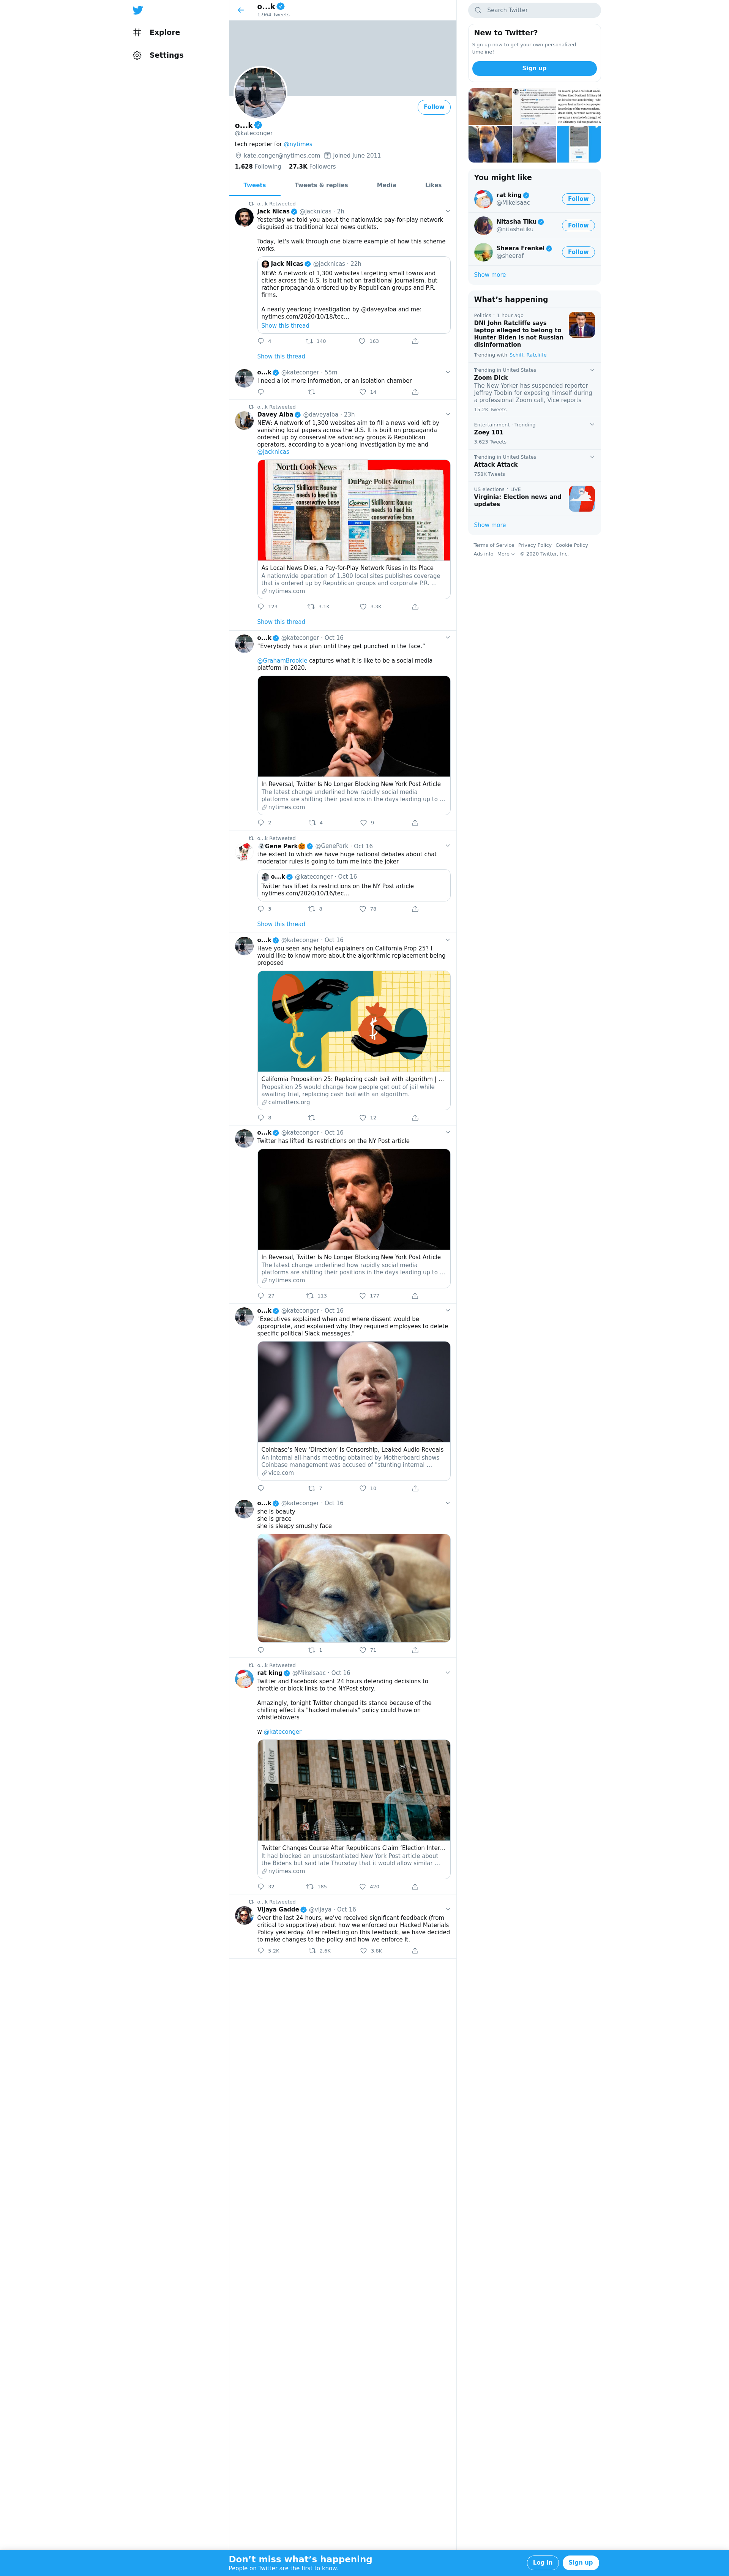 Explore
Settings
o...k
1,964 Tweets
Follow
o...k
@kateconger
tech reporter for @nytimes
kate.conger@nytimes.com Joined June 2011
1,628 Following 27.3K Followers
Tweets Tweets & replies Media Likes
o...k Retweeted
Jack Nicas @jacknicas · 2h
Yesterday we told you about the nationwide pay-for-play network
disguised as traditional local news outlets.
Today, let's walk through one bizarre example of how this scheme
works.
Jack Nicas @jacknicas · 22h
NEW: A network of 1,300 websites targeting small towns and
cities across the U.S. is built not on traditional journalism, but
rather propaganda ordered up by Republican groups and P.R.
firms.
A nearly yearlong investigation by @daveyalba and me:
nytimes.com/2020/10/18/tec…
Show this thread
4 140 163
Show this thread
o...k @kateconger · 55m
I need a lot more information, or an isolation chamber
14
o...k Retweeted
Davey Alba @daveyalba · 23h
NEW: A network of 1,300 websites aim to fill a news void left by
vanishing local papers across the U.S. It is built on propaganda
ordered up by conservative advocacy groups & Republican
operators, according to a year-long investigation by me and
@jacknicas
North Cook News
DuPage Policy Journal
Opinion
Skillicorn: Rauner
needs to heed his
conservative base
Opinion
Skillicorn: Rauner
needs to heed his
conservative base
As Local News Dies, a Pay-for-Play Network Rises in Its Place
A nationwide operation of 1,300 local sites publishes coverage
that is ordered up by Republican groups and corporate P.R. …
nytimes.com
123 3.1K 3.3K
Show this thread
o...k @kateconger · Oct 16
“Everybody has a plan until they get punched in the face.”
@GrahamBrookie captures what it is like to be a social media
platform in 2020.
In Reversal, Twitter Is No Longer Blocking New York Post Article
The latest change underlined how rapidly social media
platforms are shifting their positions in the days leading up to …
nytimes.com
2 4 9
o...k Retweeted
Gene Park🎃 @GenePark · Oct 16
the extent to which we have huge national debates about chat
moderator rules is going to turn me into the joker
o...k @kateconger · Oct 16
Twitter has lifted its restrictions on the NY Post article
nytimes.com/2020/10/16/tec…
3 8 78
Show this thread
o...k @kateconger · Oct 16
Have you seen any helpful explainers on California Prop 25? I
would like to know more about the algorithmic replacement being
proposed
California Proposition 25: Replacing cash bail with algorithm | …
Proposition 25 would change how people get out of jail while
awaiting trial, replacing cash bail with an algorithm.
calmatters.org
6 12
o...k @kateconger · Oct 16
Twitter has lifted its restrictions on the NY Post article
In Reversal, Twitter Is No Longer Blocking New York Post Article
The latest change underlined how rapidly social media
platforms are shifting their positions in the days leading up to …
nytimes.com
27 113 177
o...k @kateconger · Oct 16
“Executives explained when and where dissent would be
appropriate, and explained why they required employees to delete
specific political Slack messages.”
Coinbase’s New ‘Direction’ Is Censorship, Leaked Audio Reveals
An internal all-hands meeting obtained by Motherboard shows
Coinbase management was accused of “stunting internal …
vice.com
7 10
o...k @kateconger · Oct 16
she is beauty
she is grace
she is sleepy smushy face
1 71
o...k Retweeted
rat king @MikeIsaac · Oct 16
Twitter and Facebook spent 24 hours defending decisions to
throttle or block links to the NYPost story.
Amazingly, tonight Twitter changed its stance because of the
chilling effect its "hacked materials" policy could have on
whistleblowers
w @kateconger
Twitter Changes Course After Republicans Claim ‘Election Inter…
It had blocked an unsubstantiated New York Post article about
the Bidens but said late Thursday that it would allow similar …
nytimes.com
32 185 420
o...k Retweeted
Vijaya Gadde @vijaya · Oct 16
Over the last 24 hours, we’ve received significant feedback (from
critical to supportive) about how we enforced our Hacked Materials
Policy yesterday. After reflecting on this feedback, we have decided
to make changes to the policy and how we enforce it.
5.2K 2.6K 3.8K
Search Twitter
New to Twitter?
Sign up now to get your own personalized
timeline!
Sign up
You might like
rat king
@MikeIsaac
Follow
Nitasha Tiku
@nitashatiku
Follow
Sheera Frenkel
@sheeraf
Follow
Show more
What’s happening
Politics · 1 hour ago
DNI John Ratcliffe says
laptop alleged to belong to
Hunter Biden is not Russian
disinformation
Trending with Schiff, Ratcliffe
Trending in United States
Zoom Dick
The New Yorker has suspended reporter
Jeffrey Toobin for exposing himself during
a professional Zoom call, Vice reports
15.2K Tweets
Entertainment · Trending
Zoey 101
3,623 Tweets
Trending in United States
Attack Attack
758K Tweets
US elections · LIVE
Virginia: Election news and
updates
Show more
Terms of Service Privacy Policy Cookie Policy
Ads info More © 2020 Twitter, Inc.
Don’t miss what’s happening
People on Twitter are the first to know.
Log in
Sign up